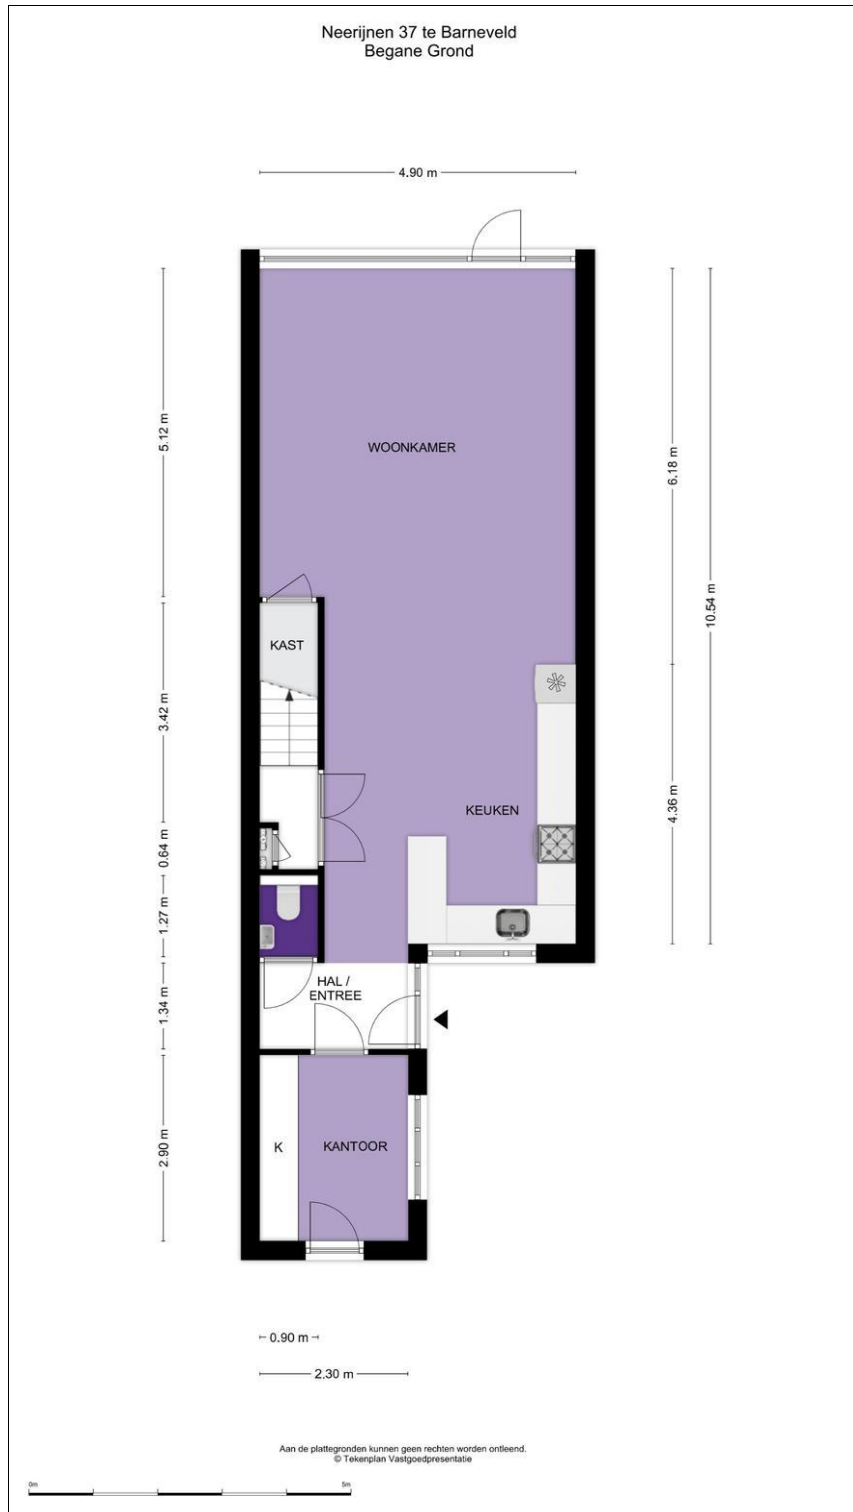 Neerijnen 37 te Barneveld
Begane Grond
4.90 m
5.12 m
WOONKAMER
6.18 m
10.54 m
KAST
3.42 m
KEUKEN
4.36 m
0.64 m
1.27 m
HAL /
ENTREE
1.34 m
K
KANTOOR
2.90 m
0.90 m
2.30 m
Aan de plattegronden kunnen geen rechten worden ontleend.
© Tekenplan Vastgoedpresentatie
0m
5m